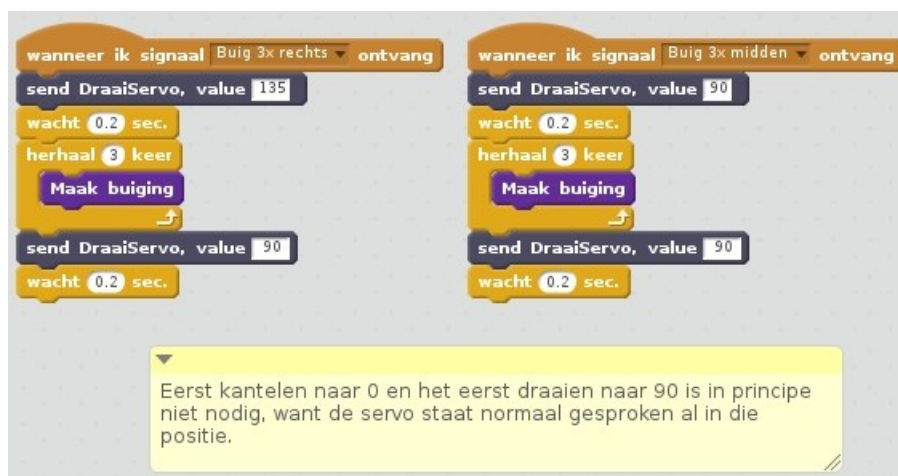 wanneer ik signaal Buig 3x rechts ontvang
send DraaiServo, value 135
wacht 0.2 sec.
herhaal 3 keer
Maak buiging
send DraaiServo, value 90
wacht 0.2 sec.
wanneer ik signaal Buig 3x midden ontvang
send DraaiServo, value 90
wacht 0.2 sec.
herhaal 3 keer
Maak buiging
send DraaiServo, value 90
wacht 0.2 sec.
Eerst kantelen naar 0 en het eerst draaien naar 90 is in principe
niet nodig, want de servo staat normaal gesproken al in die
positie.